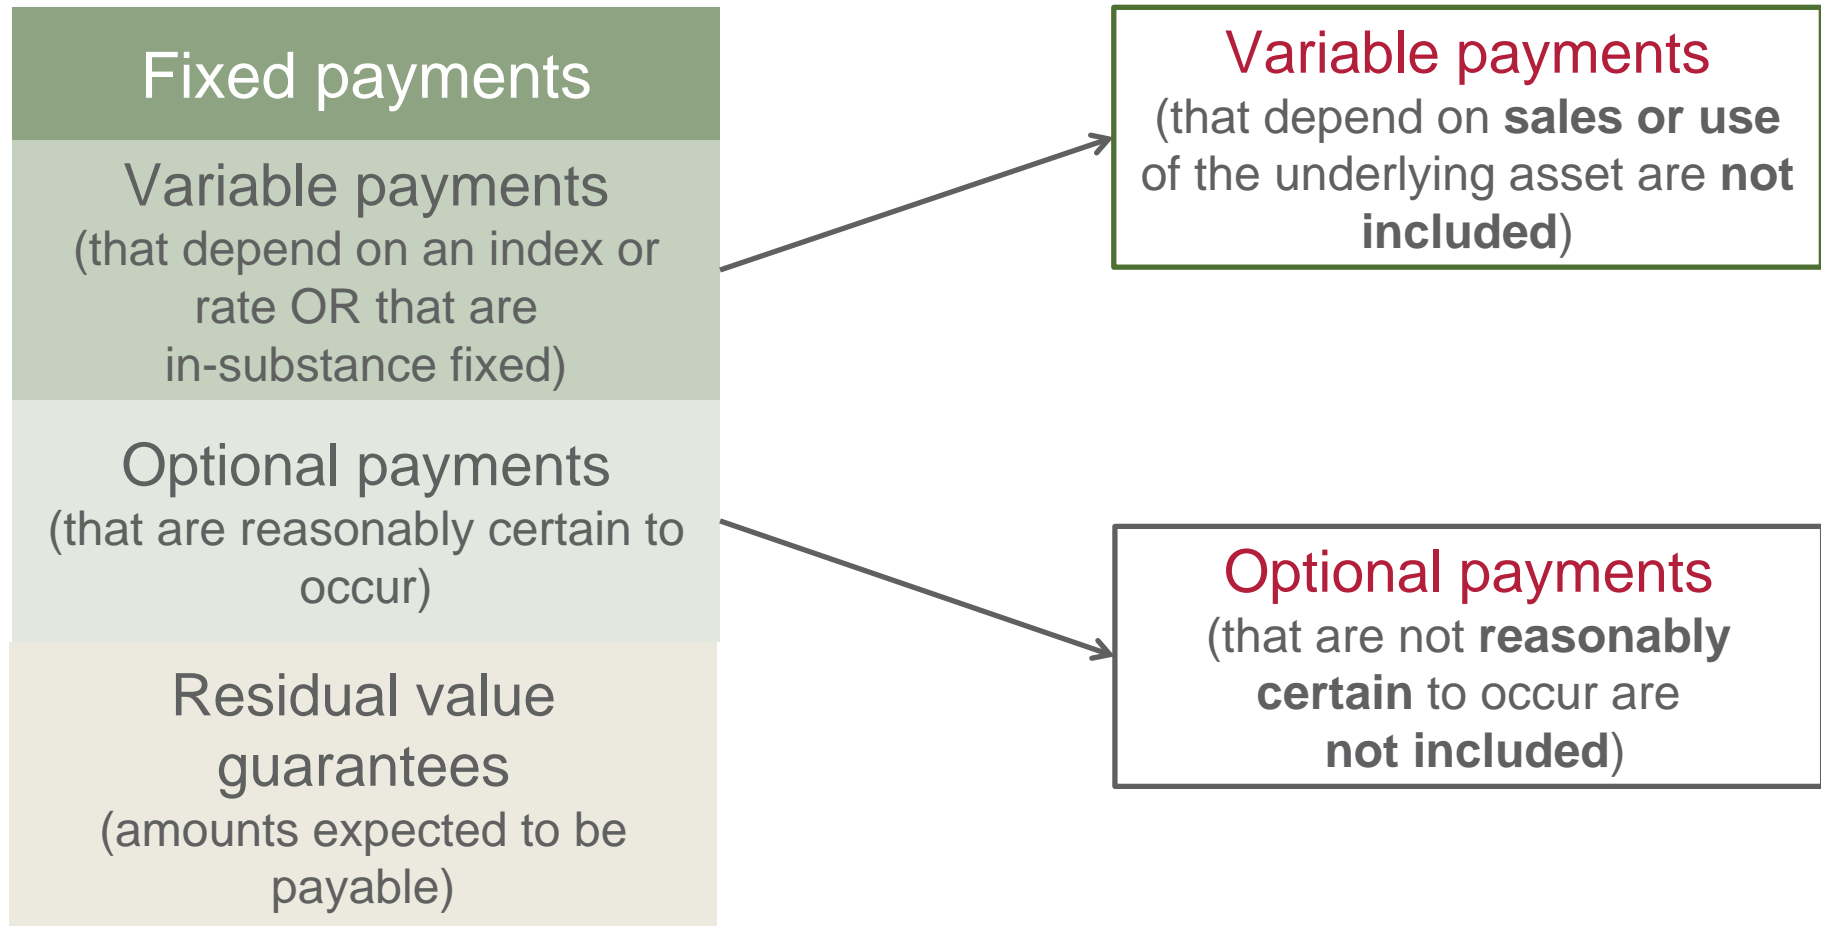 Fixed payments
Variable payments
(that depend on an index or
rate OR that are
in-substance fixed)
Optional payments
(that are reasonably certain to
occur)
Residual value
guarantees
(amounts expected to be
payable)
Variable payments
(that depend on sales or use
of the underlying asset are not
included)
Optional payments
(that are not reasonably
certain to occur are
not included)